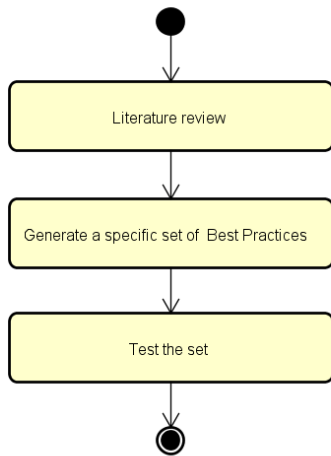 Literature review
Generate a specific set of Best Practices
Test the set